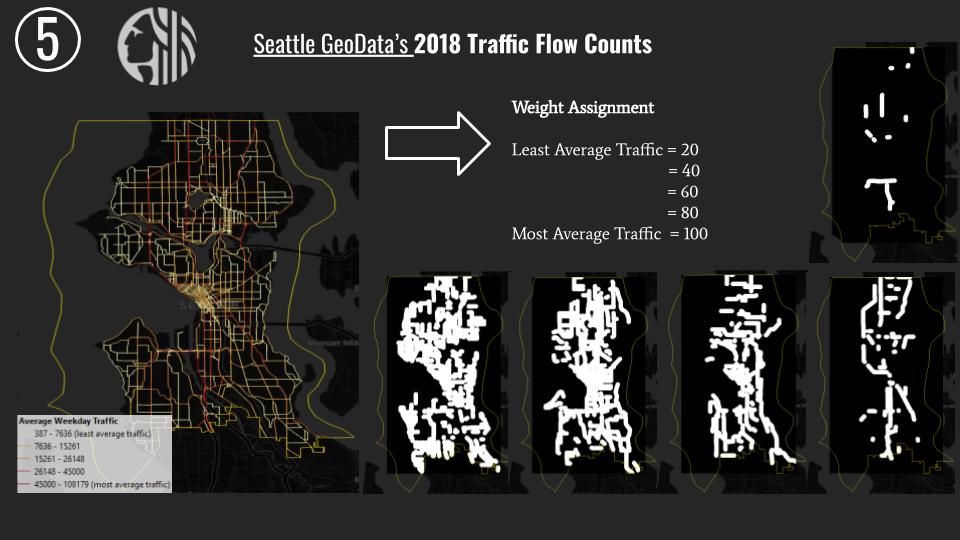 5
Seattle GeoData's 2018 Traffic Flow Counts
Weight Assignment
Least Average Traffic = 20
= 40
= 60
= 80
Most Average Traffic = 100
Mercer Island
Average Weekday Traffic
387 - 7636 (least average traffic)
7636 - 15261
15261 - 26148
26148 - 45000
45000 - 108179 (most average traffic)